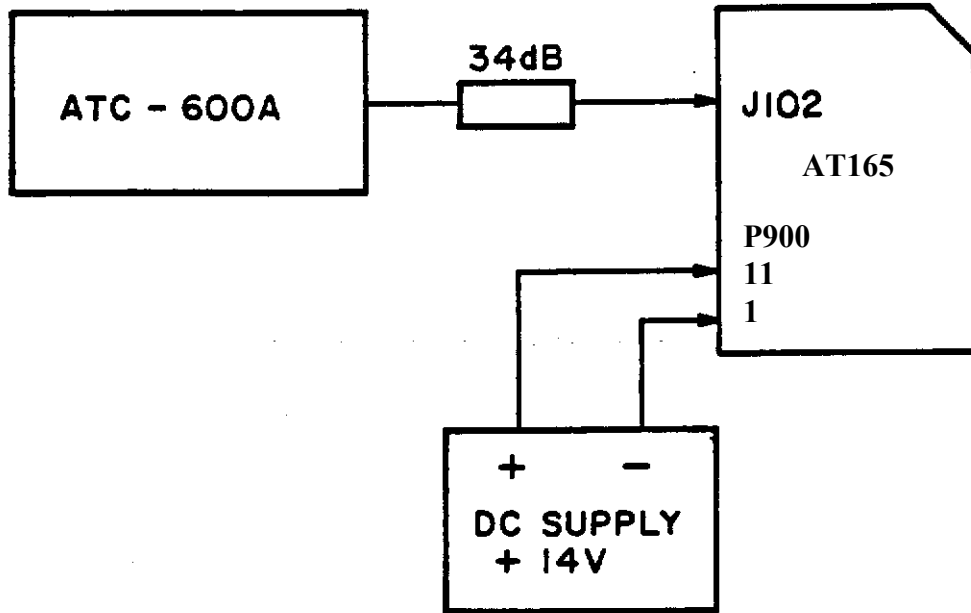 34dB
ATC - 600A
J102
AT165
P900
11
1
+ -
DC SUPPLY
+ 14V